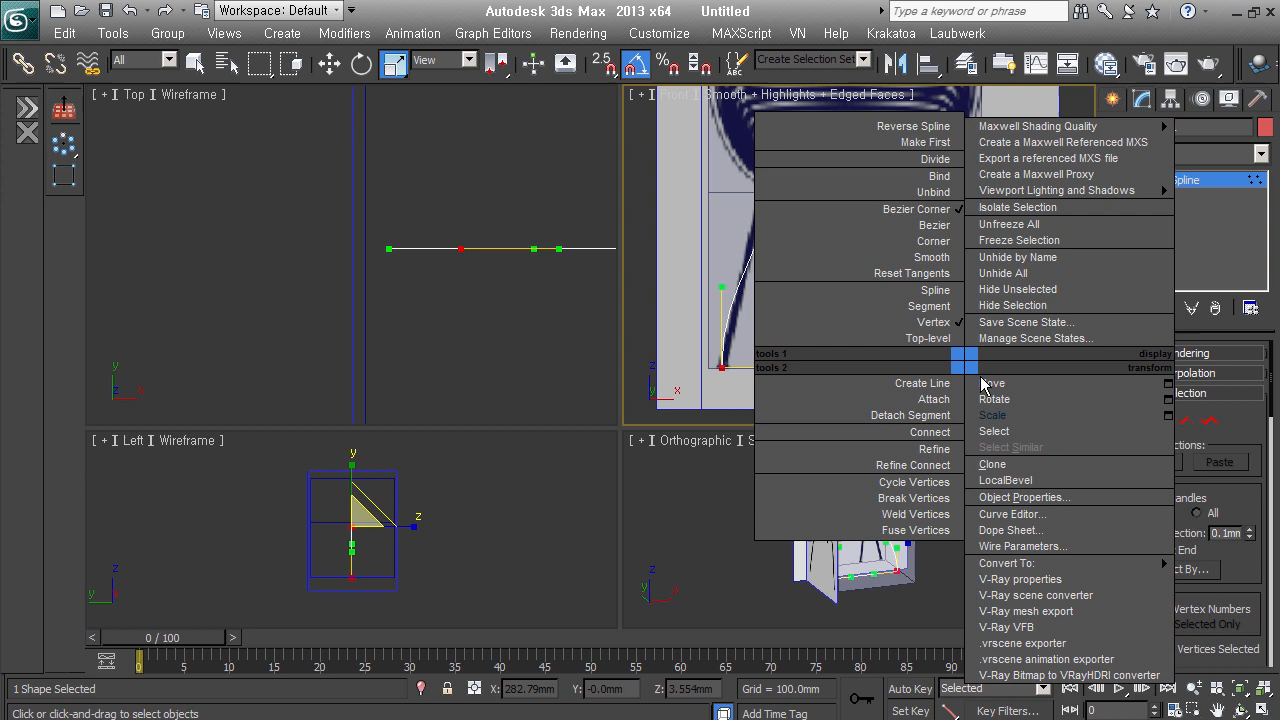 Workspace: Default
Autodesk 3ds Max 2013 x64 Untitled
Type a keyword or phrase
Edit Tools Group Views Create Modifiers Animation Graph Editors Rendering Customize MAXScript VN Help Krakatoa Laubwerk
All
View
2.5
Create Selection Set
[ + ] [ Top ] [ Wireframe ]
[ + ] [ Front ] [ Smooth + Highlights + Edged Faces ]
Reverse Spline
Make First
Divide
Bind
Unbind
Bezier Corner
Bezier
Corner
Smooth
Reset Tangents
Spline
Segment
Vertex
Top-level
tools 1
tools 2
Create Line
Attach
Detach Segment
Connect
Refine
Refine Connect
Cycle Vertices
Break Vertices
Weld Vertices
Fuse Vertices
Maxwell Shading Quality
Create a Maxwell Referenced MXS
Export a referenced MXS file
Create a Maxwell Proxy
Viewport Lighting and Shadows
Isolate Selection
Unfreeze All
Freeze Selection
Unhide by Name
Unhide All
Hide Unselected
Hide Selection
Save Scene State...
Manage Scene States...
display
transform
Rotate
Scale
Select
Select Similar
Clone
LocalBevel
Object Properties...
Curve Editor...
Dope Sheet...
Wire Parameters...
Convert To:
V-Ray properties
V-Ray scene converter
V-Ray mesh export
V-Ray VFB
.vrscene exporter
.vrscene animation exporter
V-Ray Bitmap to VRayHDRI converter
Spline
Paste
All
0.1mm
End
Vertex Numbers
Selected Only
Vertices Selected
y
z x
z
x
[ + ] [ Left ] [ Wireframe ]
[ + ] [ Orthographic ] [ S
y
z
z
y
z
x
0 / 100
0 5 10 15 20 25 30 35 40 45 50 55 60 65 70 75 80 85 90
1 Shape Selected
X: 282.79mm Y: -0.0mm Z: 3.554mm Grid = 100.0mm
Auto Key Selected
Click or click-and-drag to select objects
Add Time Tag
Set Key Key Filters... 0